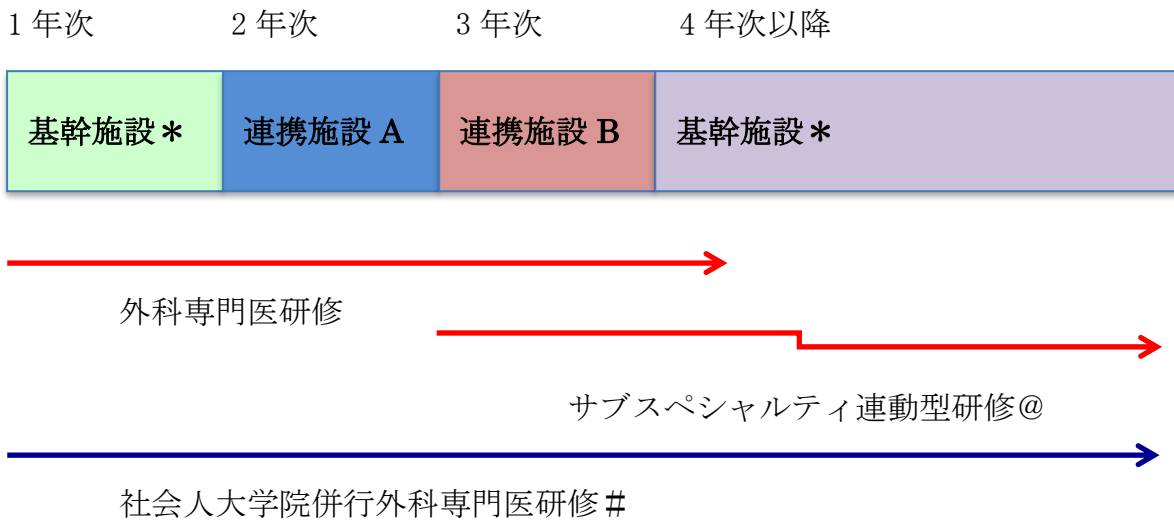 1 年次 2 年次 3 年次 4 年次以降
基幹施設＊ 連携施設 A 連携施設 B 基幹施設＊
外科専門医研修
サブスペシャルティ連動型研修＠
社会人大学院併行外科専門医研修＃